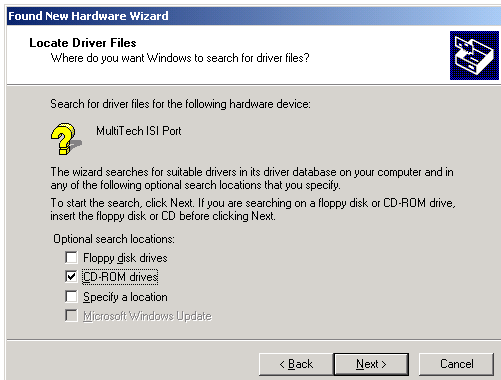 Found New Hardware Wizard
Locate Driver Files
Where do you want Windows to search for driver files?
Search for driver files for the following hardware device:
MultiTech ISI Port
The wizard searches for suitable drivers in its driver database on your computer and in
any of the following optional search locations that you specify.
To start the search, click Next. If you are searching on a floppy disk or CD-ROM drive,
insert the floppy disk or CD before clicking Next.
Optional search locations:
Floppy disk drives
CD-ROM drives
Specify a location
Microsoft Windows Update
< Back Next > Cancel